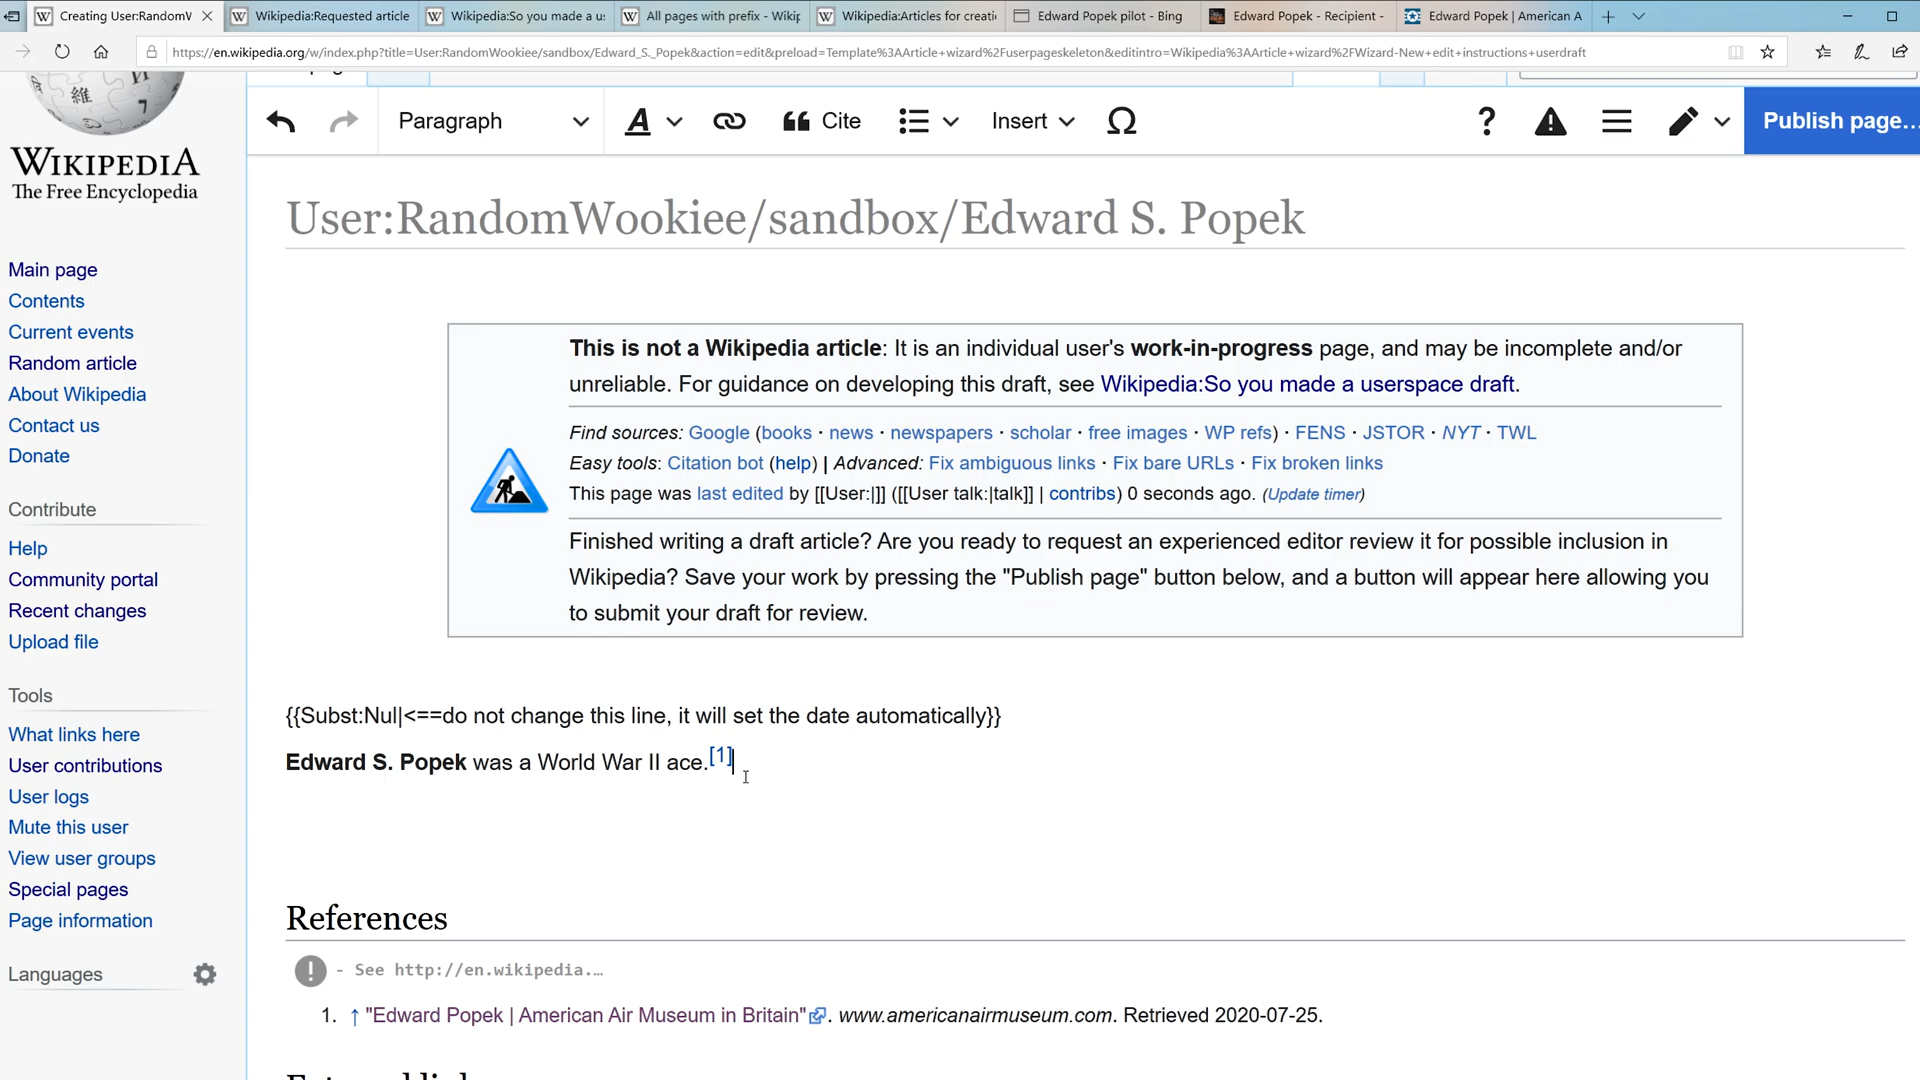 Creating User:RandomW
Wikipedia:Requested article
Wikipedia:So you made a us
All pages with prefix - Wikip
Wikipedia:Articles for creatio
Edward Popek pilot - Bing
Edward Popek - Recipient -
Edward Popek | American A
https://en.wikipedia.org/w/index.php?title=User:RandomWookiee/sandbox/Edward_S._Popek&action=edit&preload=Template%3AArticle+wizard%2Fuserpageskeleton&editintro=Wikipedia%3AArticle+wizard%2FWizard-New+edit+instructions+userdraft
Paragraph
Cite
Insert
Ω
?
Publish page...
WIKIPEDIA
The Free Encyclopedia
Main page
Contents
Current events
Random article
About Wikipedia
Contact us
Donate
Contribute
Help
Community portal
Recent changes
Upload file
Tools
What links here
User contributions
User logs
Mute this user
View user groups
Special pages
Page information
Languages
User:RandomWookiee/sandbox/Edward S. Popek
This is not a Wikipedia article: It is an individual user's work-in-progress page, and may be incomplete and/or
unreliable. For guidance on developing this draft, see Wikipedia:So you made a userspace draft.
Find sources: Google (books · news · newspapers · scholar · free images · WP refs) · FENS · JSTOR · NYT · TWL
Easy tools: Citation bot (help) | Advanced: Fix ambiguous links · Fix bare URLs · Fix broken links
This page was last edited by [[User:|]] ([[User talk:|talk]] | contribs) 0 seconds ago. (Update timer)
Finished writing a draft article? Are you ready to request an experienced editor review it for possible inclusion in
Wikipedia? Save your work by pressing the "Publish page" button below, and a button will appear here allowing you
to submit your draft for review.
{{Subst:Nul|<==do not change this line, it will set the date automatically}}
Edward S. Popek was a World War II ace.[1]
References
- See http://en.wikipedia.…
1. ↑ "Edward Popek | American Air Museum in Britain". www.americanairmuseum.com. Retrieved 2020-07-25.